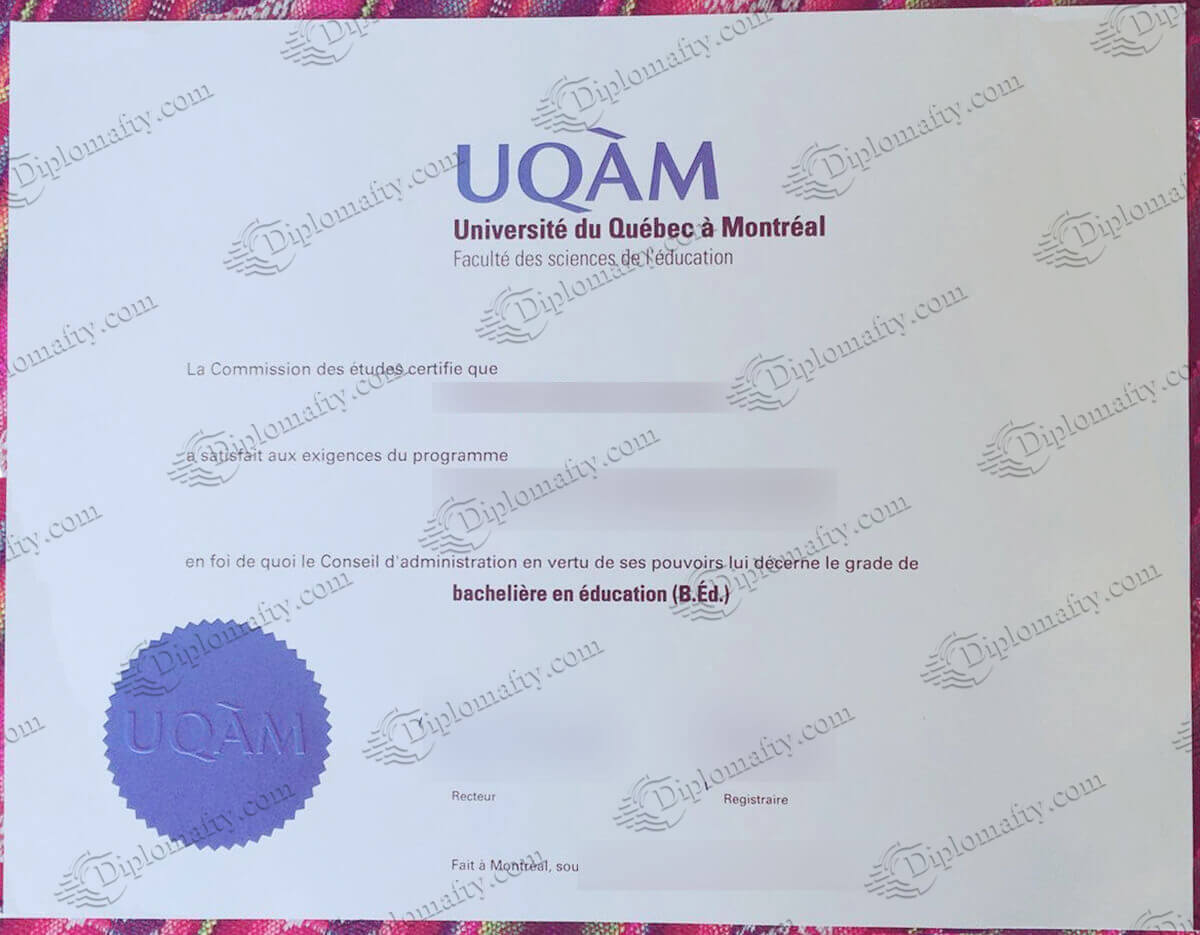 UQÀM
Université du Québec à Montréal
Faculté des sciences de l'éducation
La Commission des études certifie que
a satisfait aux exigences du programme
en foi de quoi le Conseil d'administration en vertu de ses pouvoirs lui décerne le grade de
bachelière en éducation (B.Éd.)
UQÀM
Recteur
Registraire
Fait à Montréal, sou
Diplomafty.com